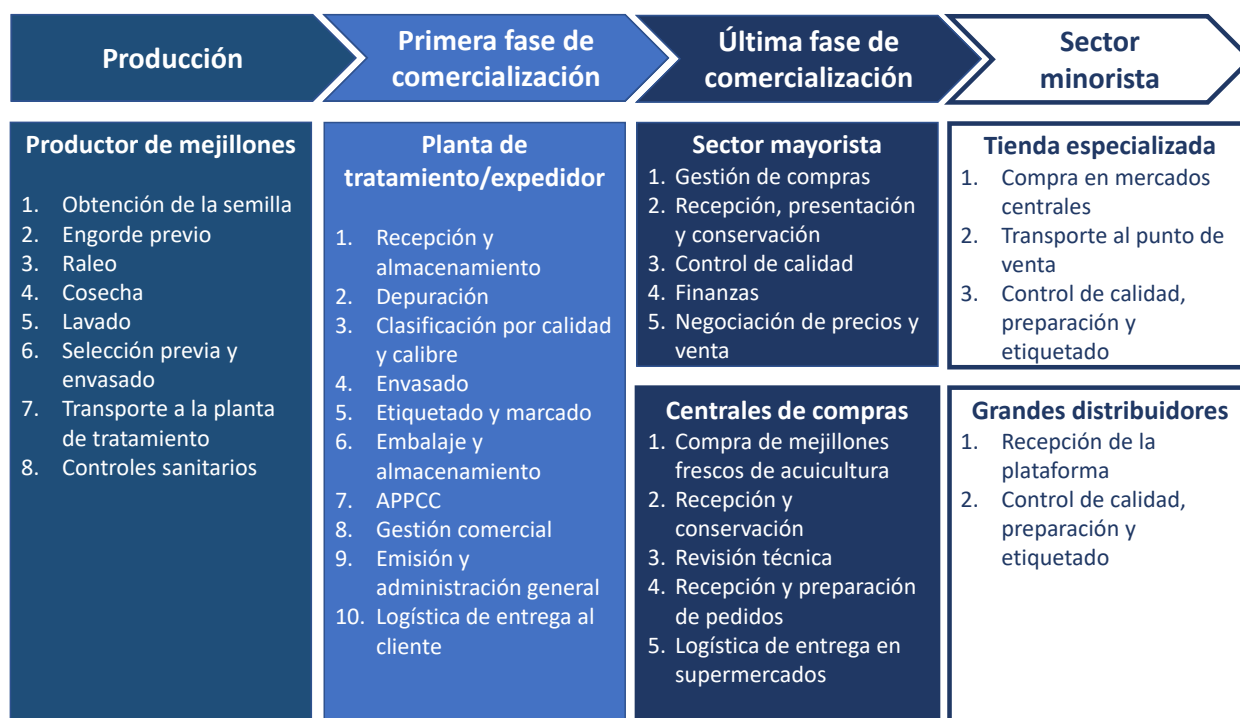 Producción
Primera fase de
comercialización
Última fase de
comercialización
Sector
minorista
Productor de mejillones
1. Obtención de la semilla
2. Engorde previo
3. Raleo
4. Cosecha
5. Lavado
6. Selección previa y
envasado
7. Transporte a la planta
de tratamiento
8. Controles sanitarios
Planta de
tratamiento/expedidor
1. Recepción y
almacenamiento
2. Depuración
3. Clasificación por calidad
y calibre
4. Envasado
5. Etiquetado y marcado
6. Embalaje y
almacenamiento
7. APPCC
8. Gestión comercial
9. Emisión y
administración general
10. Logística de entrega al
cliente
Sector mayorista
1. Gestión de compras
2. Recepción, presentación
y conservación
3. Control de calidad
4. Finanzas
5. Negociación de precios y
venta
Centrales de compras
1. Compra de mejillones
frescos de acuicultura
2. Recepción y
conservación
3. Revisión técnica
4. Recepción y preparación
de pedidos
5. Logística de entrega en
supermercados
Tienda especializada
1. Compra en mercados
centrales
2. Transporte al punto de
venta
3. Control de calidad,
preparación y
etiquetado
Grandes distribuidores
1. Recepción de la
plataforma
2. Control de calidad,
preparación y
etiquetado